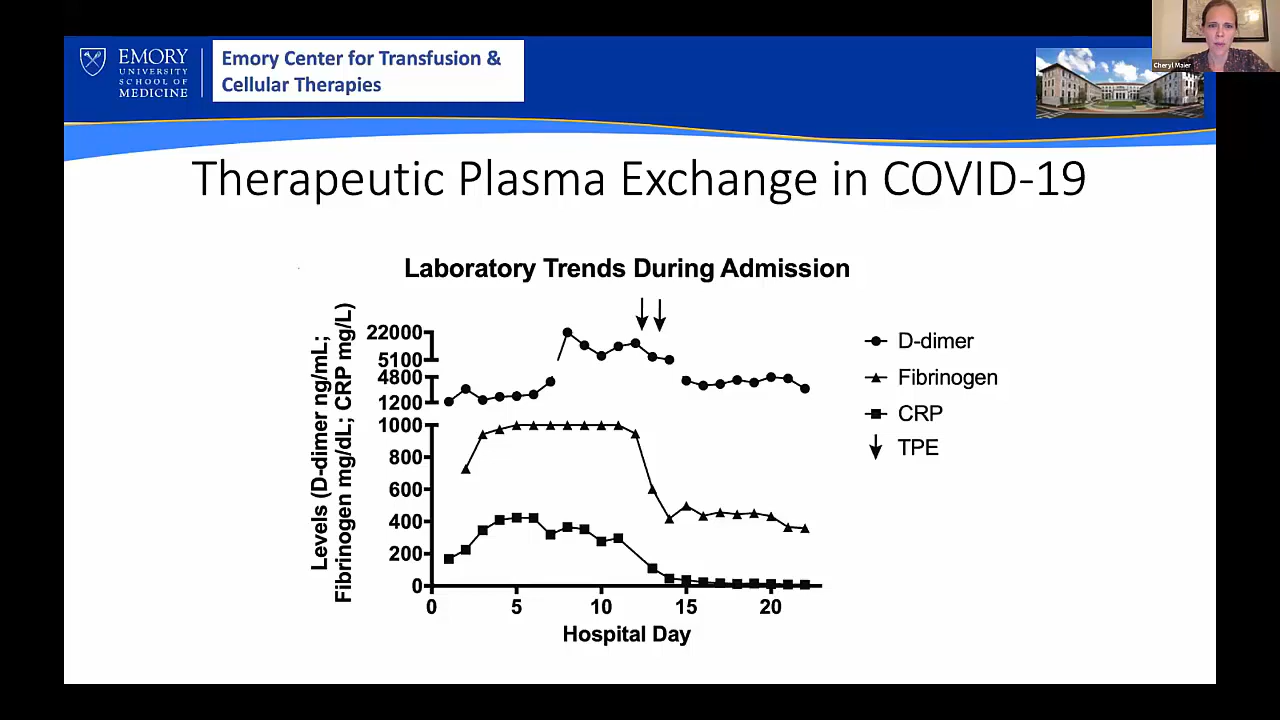 EMORY
UNIVERSITY
SCHOOL OF
MEDICINE
Emory Center for Transfusion &
Cellular Therapies
Cheryl Maier
Therapeutic Plasma Exchange in COVID-19
Laboratory Trends During Admission
Levels (D-dimer ng/mL;
Fibrinogen mg/dL; CRP mg/L)
22000
5100
4800
1200
1000
800
600
400
200
0
0 5 10 15 20
Hospital Day
D-dimer
Fibrinogen
CRP
TPE